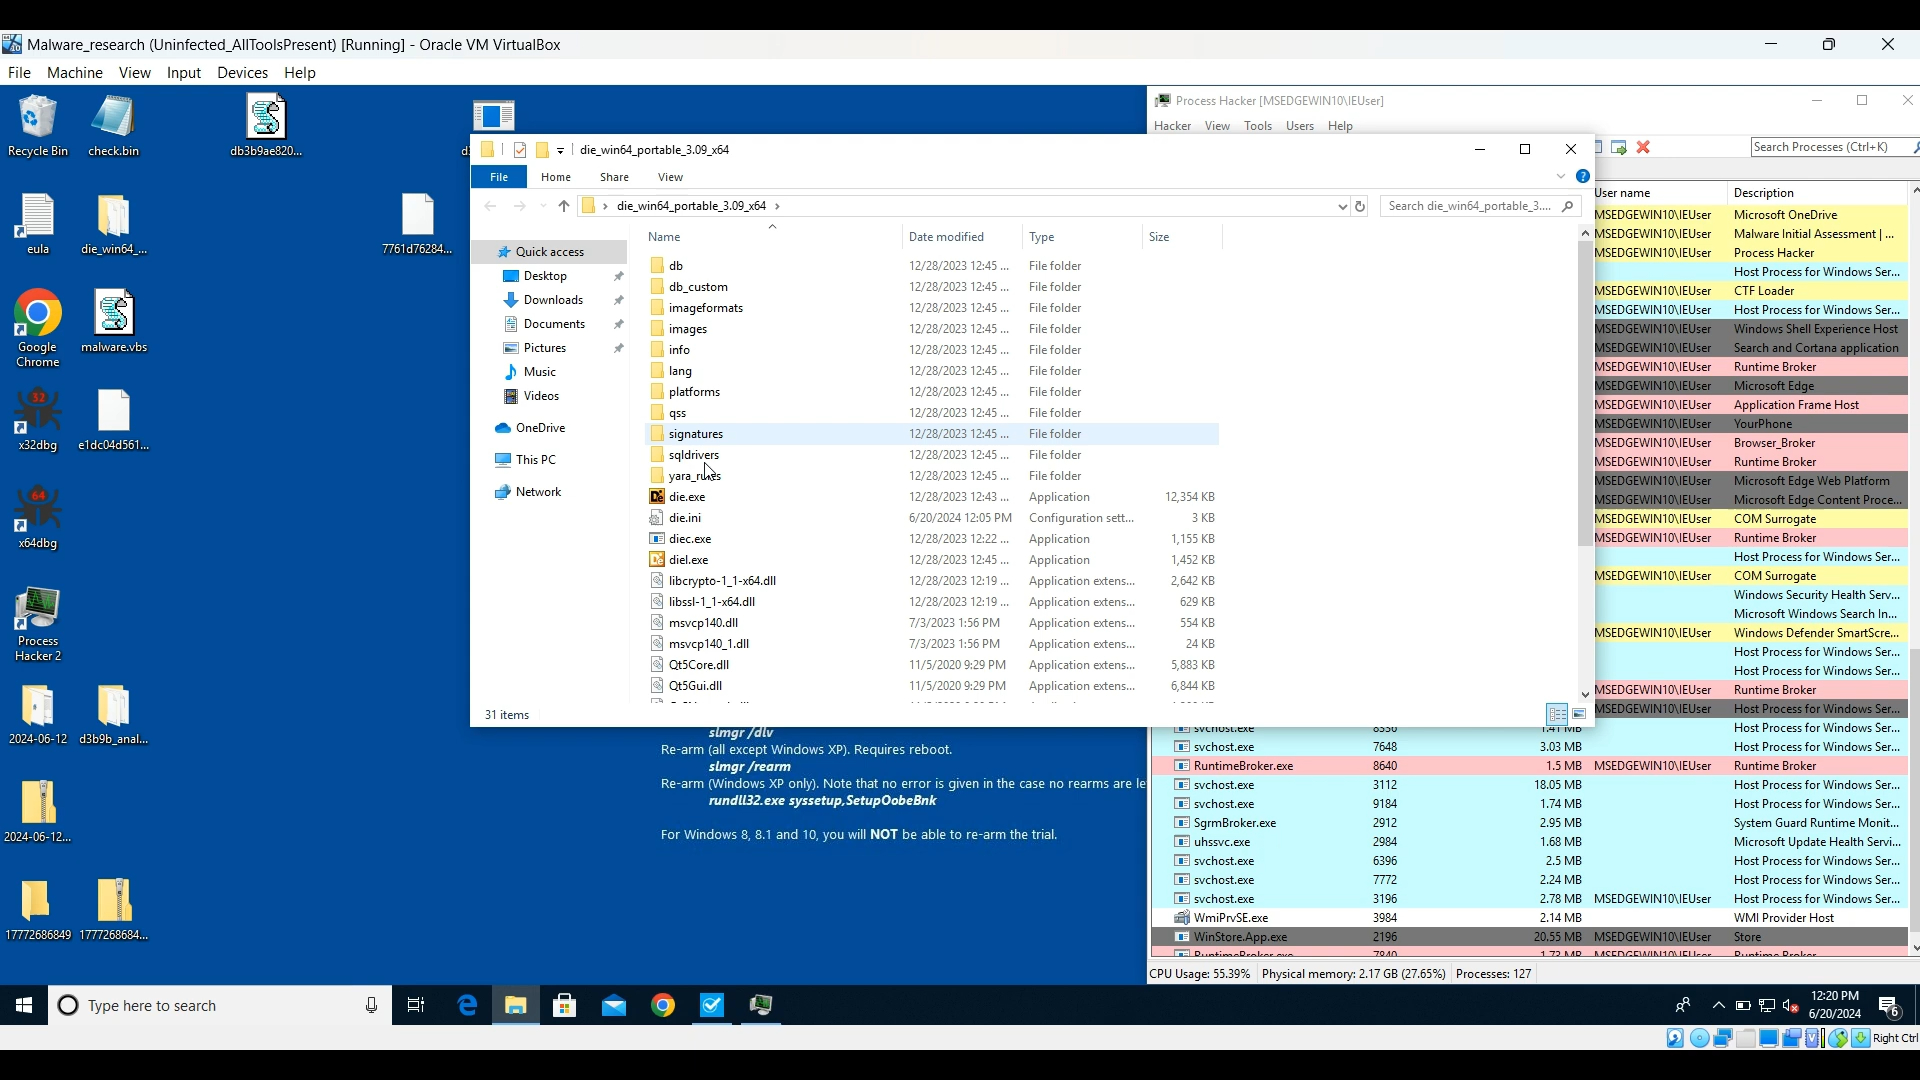 Malware_research (Uninfected_AllToolsPresent) [Running] - Oracle VM VirtualBox
File Machine View Input Devices Help
Recycle Bin
check.bin
db3b9ae820...
eula
die_win64_...
7761d76284...
Google Chrome
malware.vbs
x32dbg
e1dc04d561...
x64dbg
Process Hacker 2
2024-06-12
d3b9b_anal...
2024-06-12...
17772686849
1777268684...
die_win64_portable_3.09_x64
File Home Share View
die_win64_portable_3.09_x64
Search die_win64_portable_3....
Quick access
Desktop
Downloads
Documents
Pictures
Music
Videos
OneDrive
This PC
Network
Name Date modified Type Size
db 12/28/2023 12:45 ... File folder
db_custom 12/28/2023 12:45 ... File folder
imageformats 12/28/2023 12:45 ... File folder
images 12/28/2023 12:45 ... File folder
info 12/28/2023 12:45 ... File folder
lang 12/28/2023 12:45 ... File folder
platforms 12/28/2023 12:45 ... File folder
qss 12/28/2023 12:45 ... File folder
signatures 12/28/2023 12:45 ... File folder
sqldrivers 12/28/2023 12:45 ... File folder
yara_rules 12/28/2023 12:45 ... File folder
die.exe 12/28/2023 12:43 ... Application 12,354 KB
die.ini 6/20/2024 12:05 PM Configuration sett... 3 KB
diec.exe 12/28/2023 12:22 ... Application 1,155 KB
diel.exe 12/28/2023 12:45 ... Application 1,452 KB
libcrypto-1_1-x64.dll 12/28/2023 12:19 ... Application extens... 2,642 KB
libssl-1_1-x64.dll 12/28/2023 12:19 ... Application extens... 629 KB
msvcp140.dll 7/3/2023 1:56 PM Application extens... 554 KB
msvcp140_1.dll 7/3/2023 1:56 PM Application extens... 24 KB
Qt5Core.dll 11/5/2020 9:29 PM Application extens... 5,883 KB
Qt5Gui.dll 11/5/2020 9:29 PM Application extens... 6,844 KB
31 items
slmgr /dlv
Re-arm (all except Windows XP). Requires reboot.
slmgr /rearm
Re-arm (Windows XP only). Note that no error is given in the case no rearms are le
rundll32.exe syssetup,SetupOobeBnk
For Windows 8, 8.1 and 10, you will NOT be able to re-arm the trial.
Process Hacker [MSEDGEWIN10\IEUser]
Hacker View Tools Users Help
Search Processes (Ctrl+K)
User name Description
MSEDGEWIN10\IEUser Microsoft OneDrive
MSEDGEWIN10\IEUser Malware Initial Assessment | ...
MSEDGEWIN10\IEUser Process Hacker
Host Process for Windows Ser...
MSEDGEWIN10\IEUser CTF Loader
MSEDGEWIN10\IEUser Host Process for Windows Ser...
MSEDGEWIN10\IEUser Windows Shell Experience Host
MSEDGEWIN10\IEUser Search and Cortana application
MSEDGEWIN10\IEUser Runtime Broker
MSEDGEWIN10\IEUser Microsoft Edge
MSEDGEWIN10\IEUser Application Frame Host
MSEDGEWIN10\IEUser YourPhone
MSEDGEWIN10\IEUser Browser_Broker
MSEDGEWIN10\IEUser Runtime Broker
MSEDGEWIN10\IEUser Microsoft Edge Web Platform
MSEDGEWIN10\IEUser Microsoft Edge Content Proce...
MSEDGEWIN10\IEUser COM Surrogate
MSEDGEWIN10\IEUser Runtime Broker
Host Process for Windows Ser...
MSEDGEWIN10\IEUser COM Surrogate
Windows Security Health Serv...
Microsoft Windows Search In...
MSEDGEWIN10\IEUser Windows Defender SmartScre...
Host Process for Windows Ser...
Host Process for Windows Ser...
MSEDGEWIN10\IEUser Runtime Broker
MSEDGEWIN10\IEUser Host Process for Windows Ser...
svchost.exe 8336 1.41 MB Host Process for Windows Ser...
svchost.exe 7648 3.03 MB Host Process for Windows Ser...
RuntimeBroker.exe 8640 1.5 MB MSEDGEWIN10\IEUser Runtime Broker
svchost.exe 3112 18.05 MB Host Process for Windows Ser...
svchost.exe 9184 1.74 MB Host Process for Windows Ser...
SgrmBroker.exe 2912 2.95 MB System Guard Runtime Monit...
uhssvc.exe 2984 1.68 MB Microsoft Update Health Servi...
svchost.exe 6396 2.5 MB Host Process for Windows Ser...
svchost.exe 7772 2.24 MB Host Process for Windows Ser...
svchost.exe 3196 2.78 MB MSEDGEWIN10\IEUser Host Process for Windows Ser...
WmiPrvSE.exe 3984 2.14 MB WMI Provider Host
WinStore.App.exe 2196 20.55 MB MSEDGEWIN10\IEUser Store
RuntimeBroker.exe 7840 1.73 MB MSEDGEWIN10\IEUser Runtime Broker
CPU Usage: 55.39% Physical memory: 2.17 GB (27.65%) Processes: 127
Type here to search
12:20 PM
6/20/2024
6
Right Ctrl